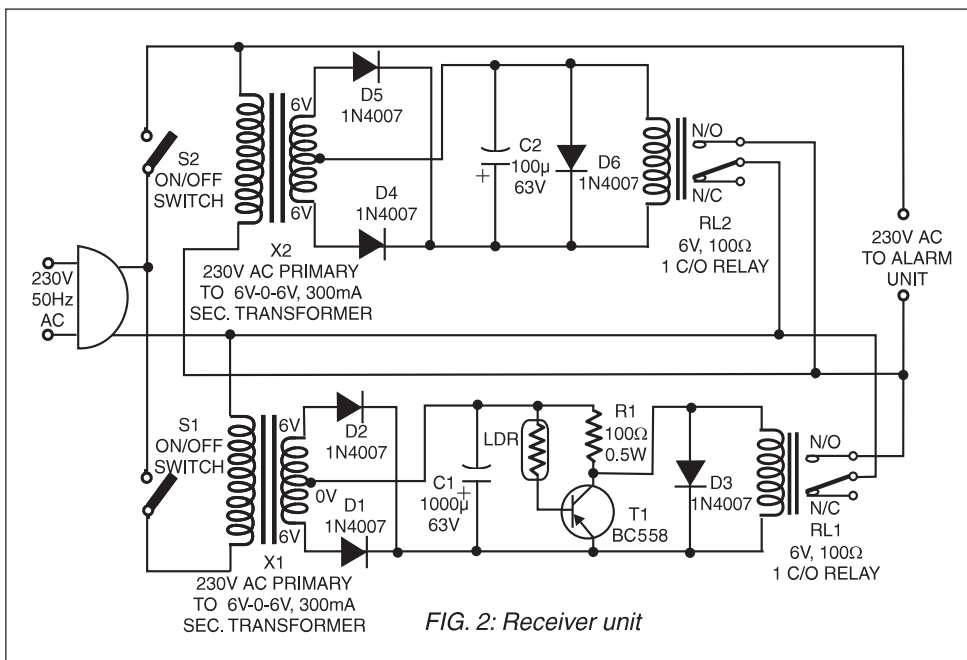 D5
1N4007
6V
N/O
C2
100µ
63V
+
D6
1N4007
S2
ON/OFF
SWITCH
D4
1N4007
6V
N/C
RL2
6V, 100Ω
1 C/O RELAY
230V AC
TO ALARM
UNIT
X2
230V AC PRIMARY
TO 6V-0-6V, 300mA
SEC. TRANSFORMER
230V
50Hz
AC
S1
ON/OFF
SWITCH
6V
D2
1N4007
0V
D1
1N4007
6V
C1
1000µ
63V
+
LDR
R1
100Ω
0.5W
T1
BC558
D3
1N4007
N/O
N/C
RL1
6V, 100Ω
1 C/O RELAY
X1
230V AC PRIMARY
TO 6V-0-6V, 300mA
SEC. TRANSFORMER
FIG. 2: Receiver unit